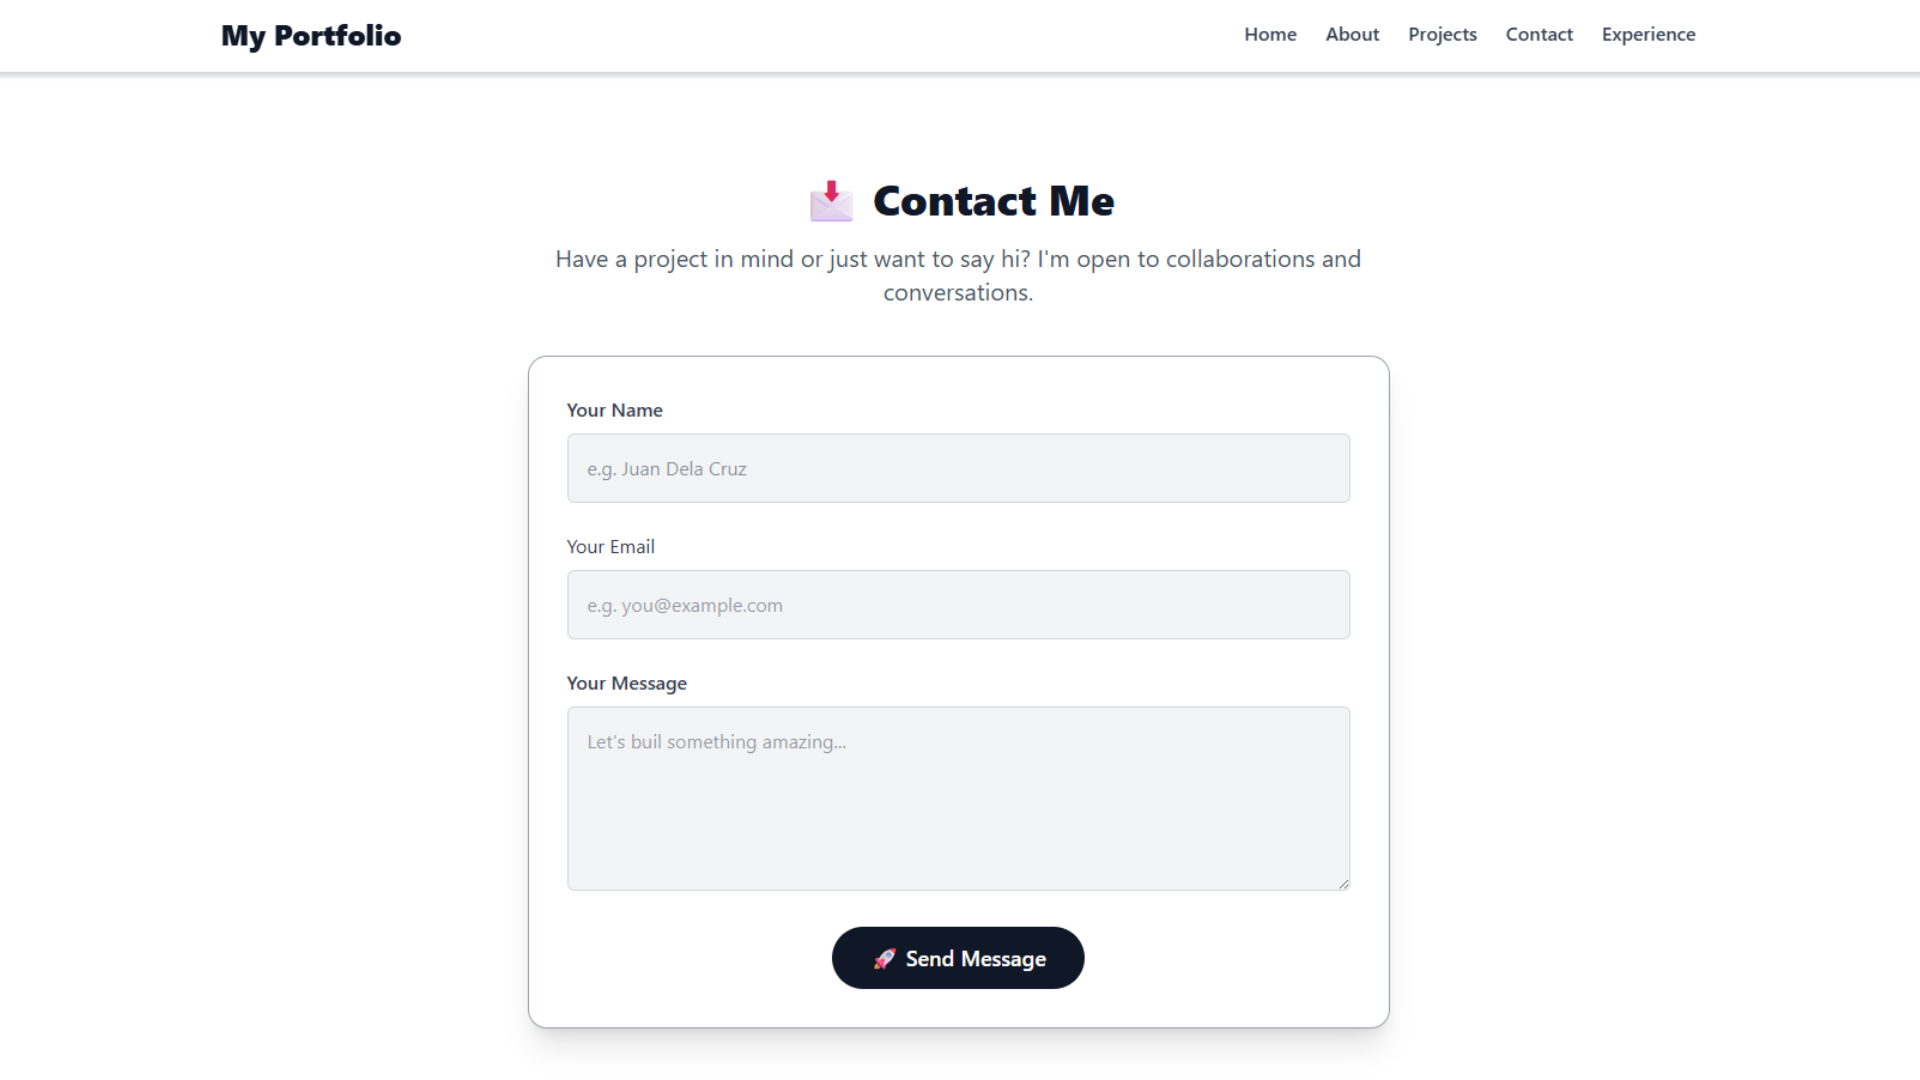 My Portfolio
Home About Projects Contact Experience
Contact Me
Have a project in mind or just want to say hi? I'm open to collaborations and
conversations.
Your Name
e.g. Juan Dela Cruz
Your Email
e.g. you@example.com
Your Message
Let's buil something amazing...
Send Message